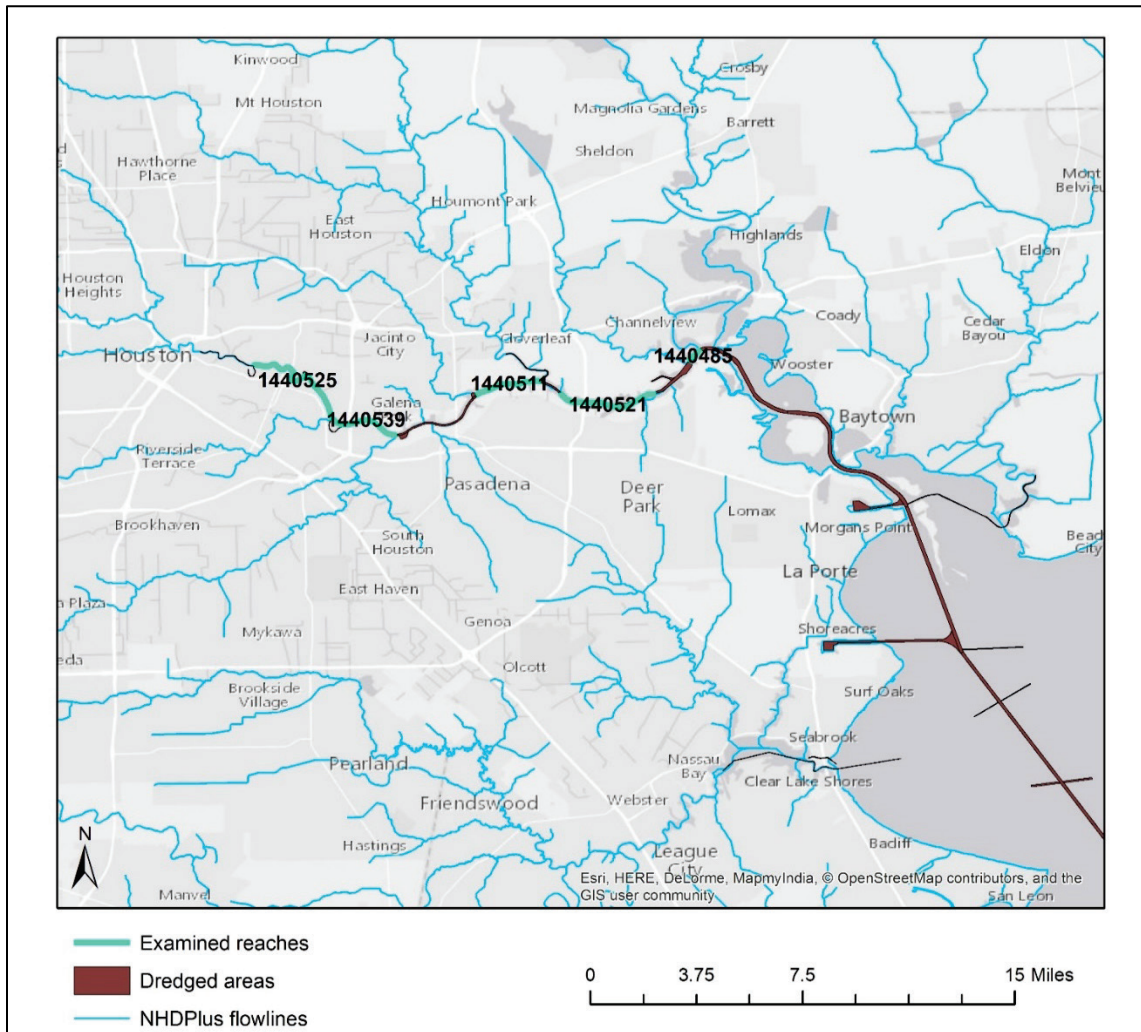 Kinwood
Crosby
Mt Houston
Magnolia Gardens
Barrett
Hawthorne
Place
Sheldon
Mont
Belvieu
Houmont Park
East
Houston
Highlands
Eldon
Houston
Heights
Channelview
Coady
Cedar
Bayou
Jacinto
City
Cloverleaf
Houston
1440485
Wooster
1440525
1440511
Galena
1440521
1440539
Baytown
Riverside
Terrace
Pasadena
Deer
Park
Lomax
Morgans Point
Brookhaven
South
Houston
Beach
City
La Porte
East Haven
a Plaza
Genoa
Shoreacres
Mykawa
eda
Olcott
Brookside
Village
Surf Oaks
Seabrook
Nassau
Bay
Pearland
Clear Lake Shores
Friendswood
Webster
N
Hastings
League
City
Bacliff
Esri, HERE, DeLorme, MapmyIndia, © OpenStreetMap contributors, and the
GIS user community
Manvel
San Leon
Examined reaches
0 3.75 7.5 15 Miles
Dredged areas
NHDPlus flowlines